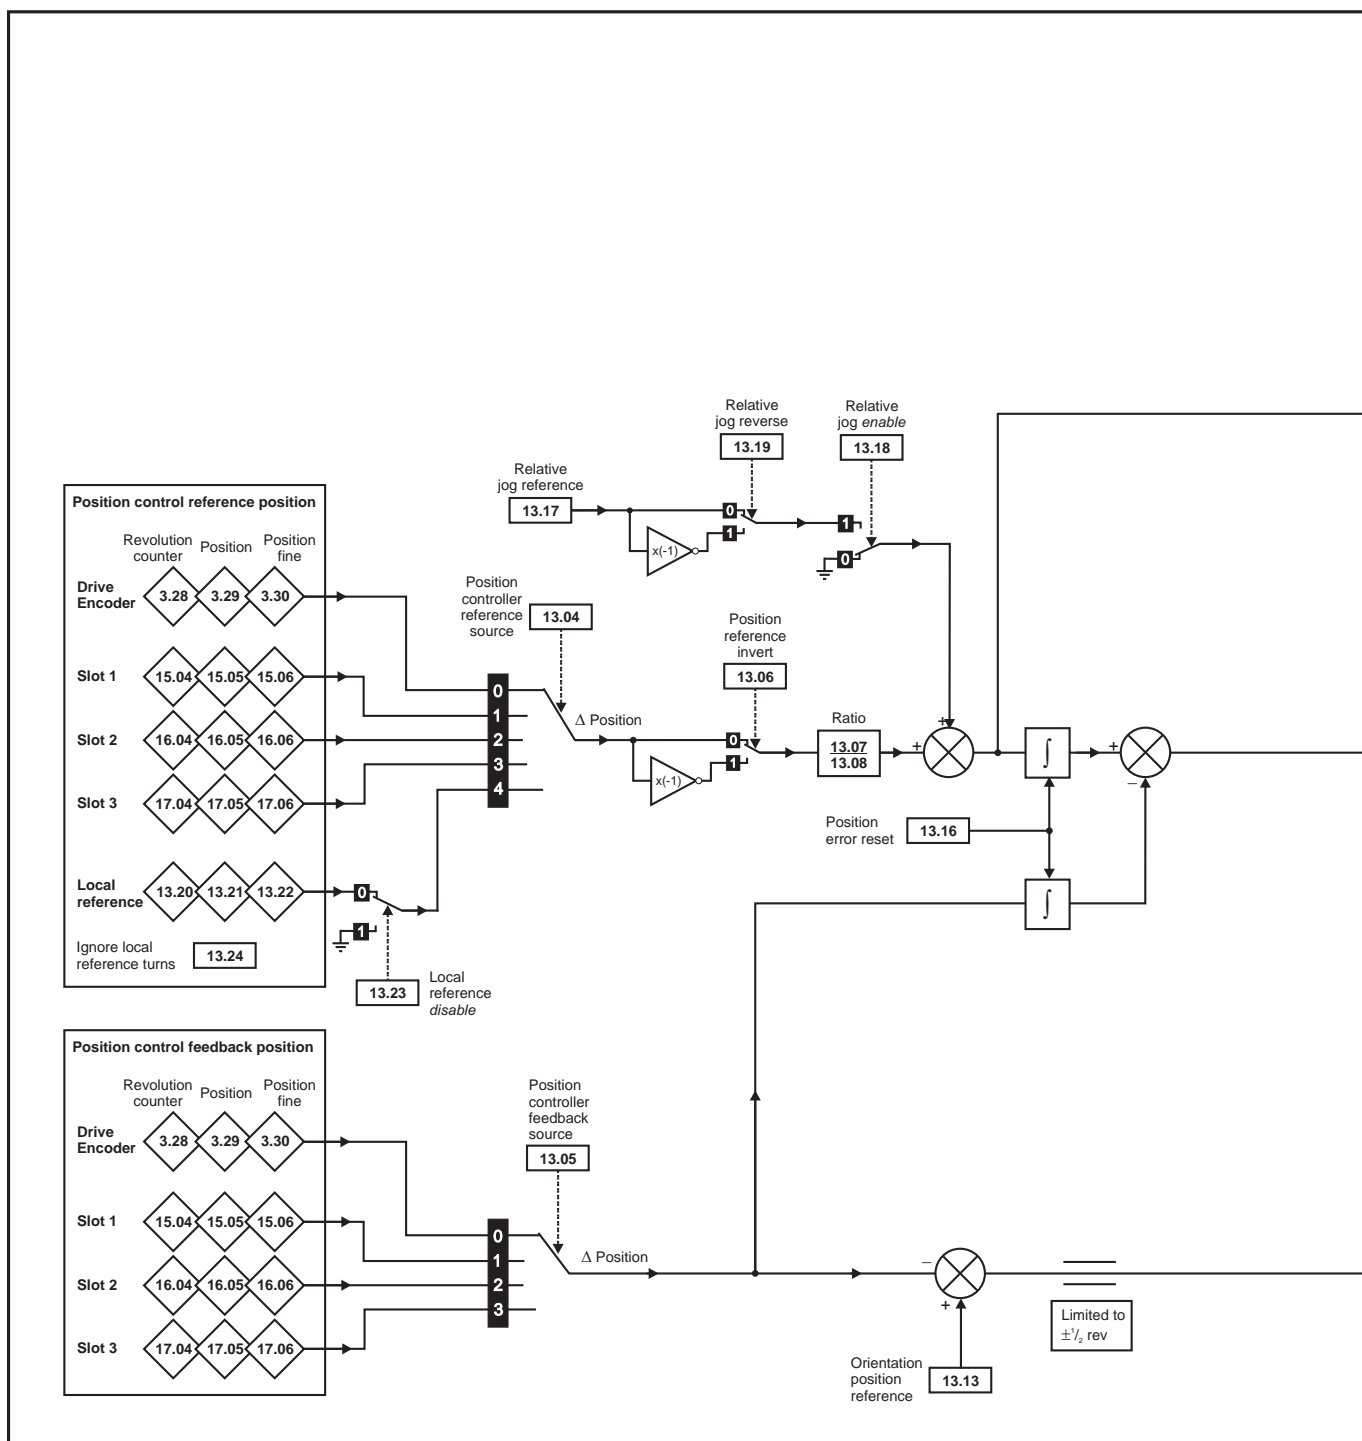 Relative
jog reverse
13.19
Relative
jog enable
13.18
Relative
jog reference
13.17
0
1
x(-1)
1
0
Position control reference position
Revolution
counter
Position
Position
fine
Drive
Encoder
3.28
3.29
3.30
Slot 1
15.04
15.05
15.06
Slot 2
16.04
16.05
16.06
Slot 3
17.04
17.05
17.06
Local
reference
13.20
13.21
13.22
Ignore local
reference turns
13.24
0
1
13.23
Local
reference
disable
Position
controller
reference
source
13.04
0
1
2
3
4
Δ Position
Position
reference
invert
13.06
0
1
x(-1)
Ratio
13.07
13.08
+
+
∫
+
−
Position
error reset
13.16
∫
Position control feedback position
Revolution
counter
Position
Position
fine
Drive
Encoder
3.28
3.29
3.30
Slot 1
15.04
15.05
15.06
Slot 2
16.04
16.05
16.06
Slot 3
17.04
17.05
17.06
Position
controller
feedback
source
13.05
0
1
2
3
Δ Position
−
+
Limited to
±1/2 rev
Orientation
position
reference
13.13